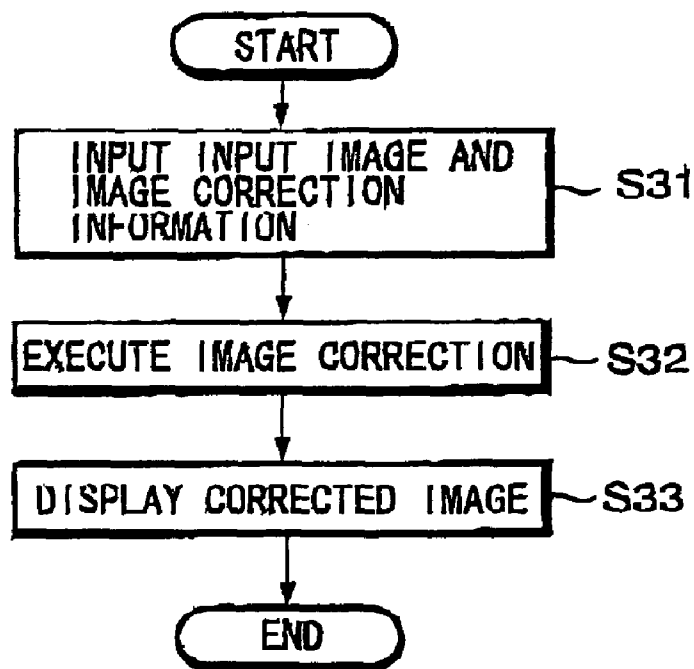 START
INPUT INPUT IMAGE AND
IMAGE CORRECTION
INFORMATION
S31
EXECUTE IMAGE CORRECTION
S32
DISPLAY CORRECTED IMAGE
S33
END